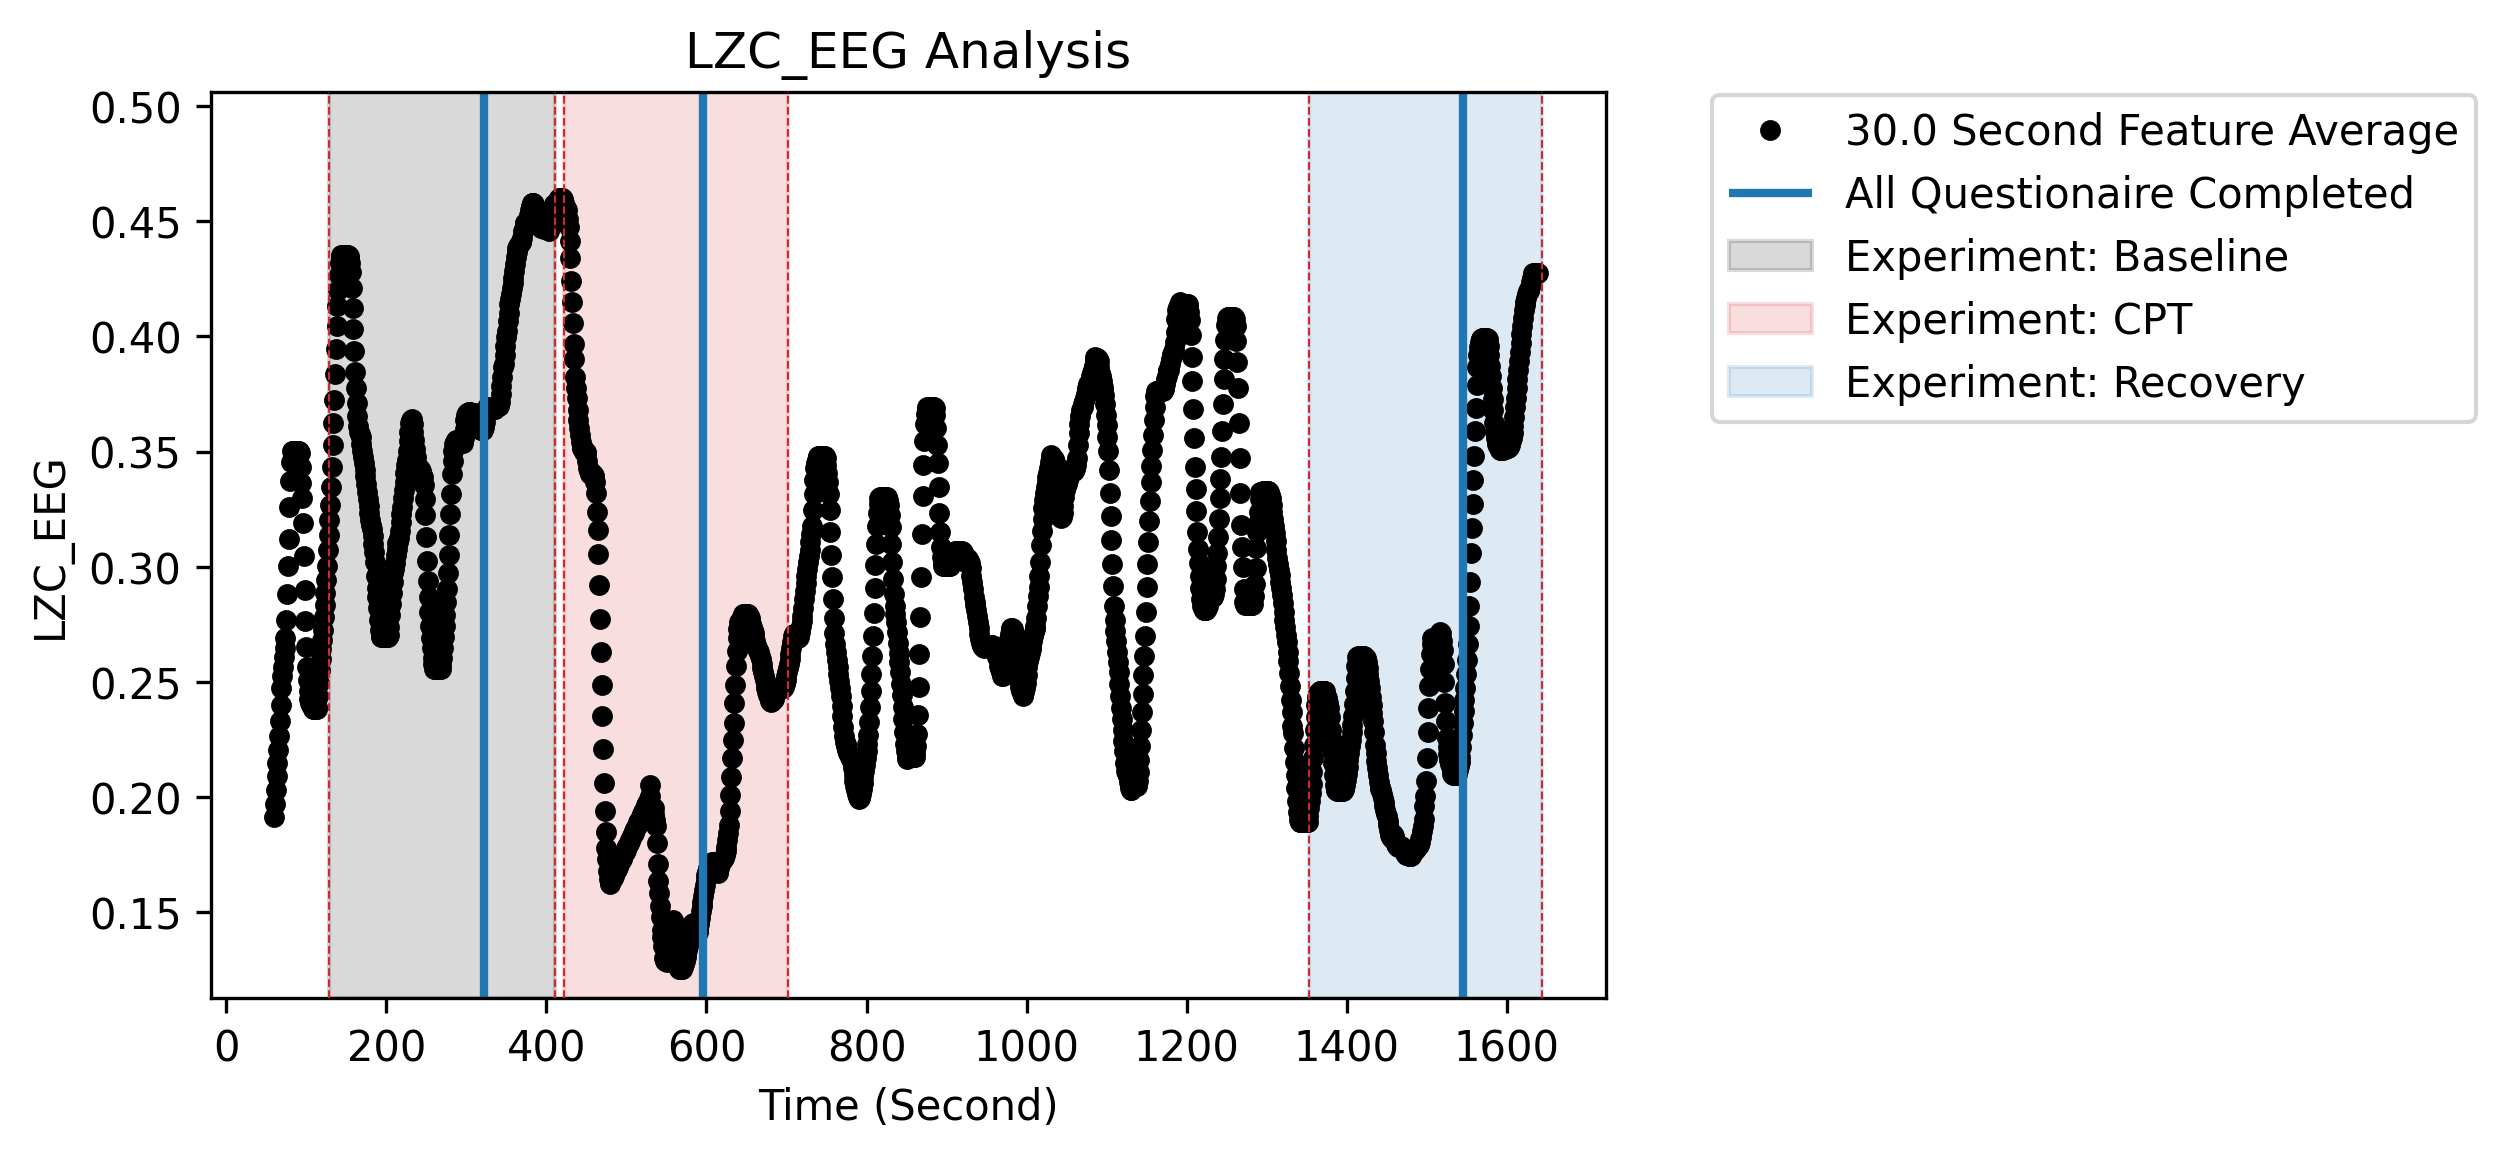 LZC_EEG Analysis
0.50
0.45
0.40
0.35
0.30
0.25
0.20
0.15
LZC_EEG
0
200
400
600
800
1000
1200
1400
1600
Time (Second)
30.0 Second Feature Average
All Questionaire Completed
Experiment: Baseline
Experiment: CPT
Experiment: Recovery